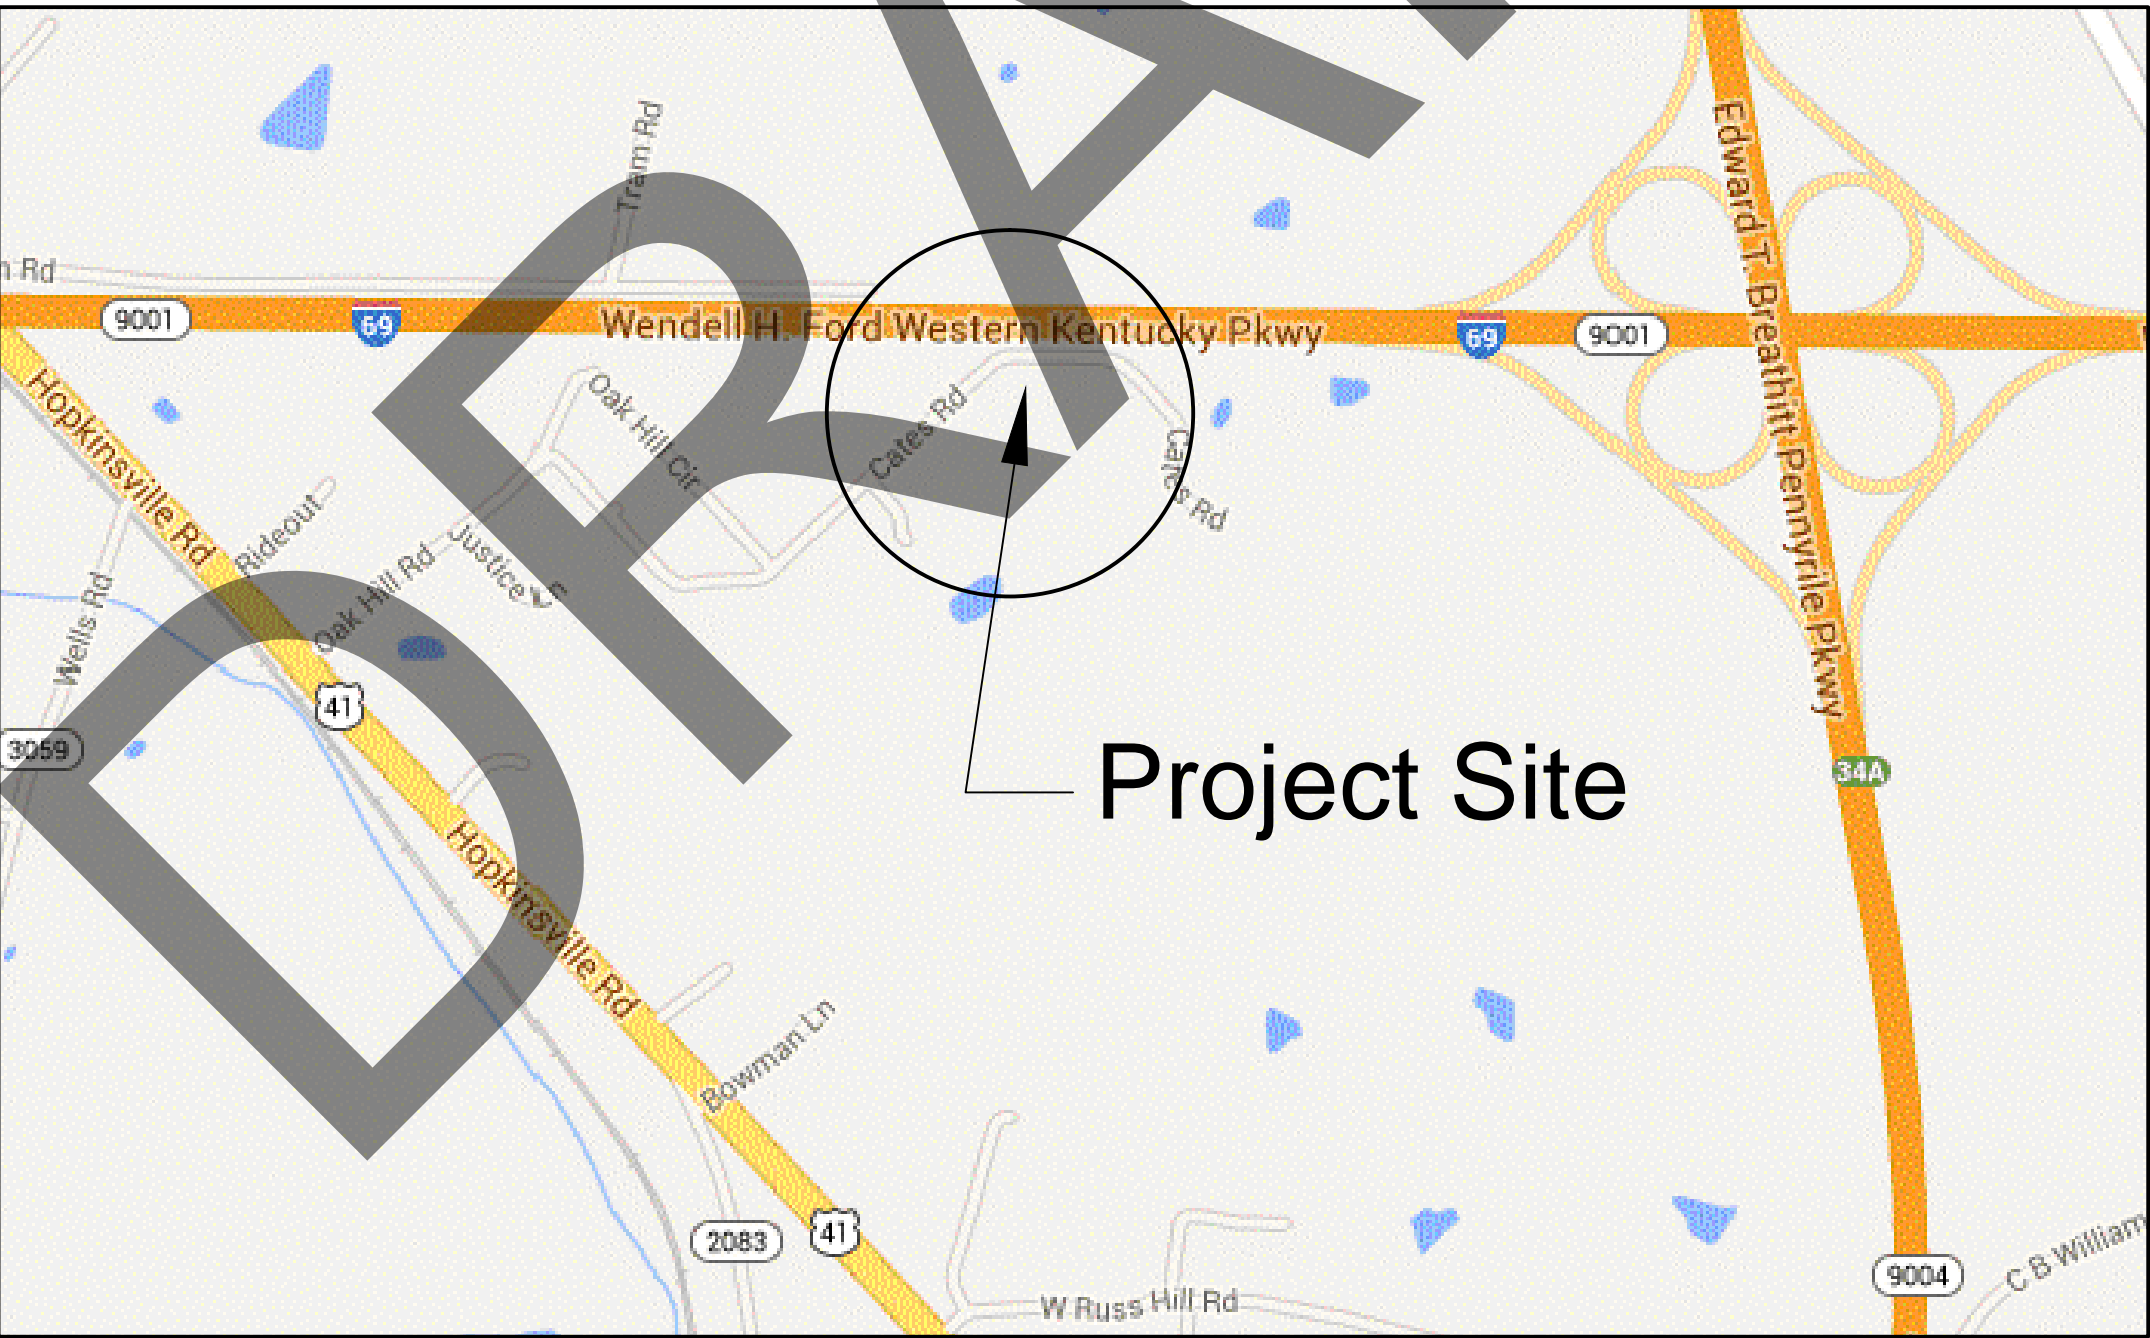 Tram Rd
Edward T. Breathitt Pennyrile Pkwy
Rd
9001
69
Wendell H. Ford Western Kentucky Pkwy
69
9001
Hopkinsville Rd
Oak Hill Cir
Cates Rd
Cates Rd
Rideout
Oak Hill Rd
Justice Ln
Wells Rd
41
3059
Project Site
34A
Hopkinsville Rd
Bowman Ln
2083
41
9004
C B William
W Russ Hill Rd
DRA